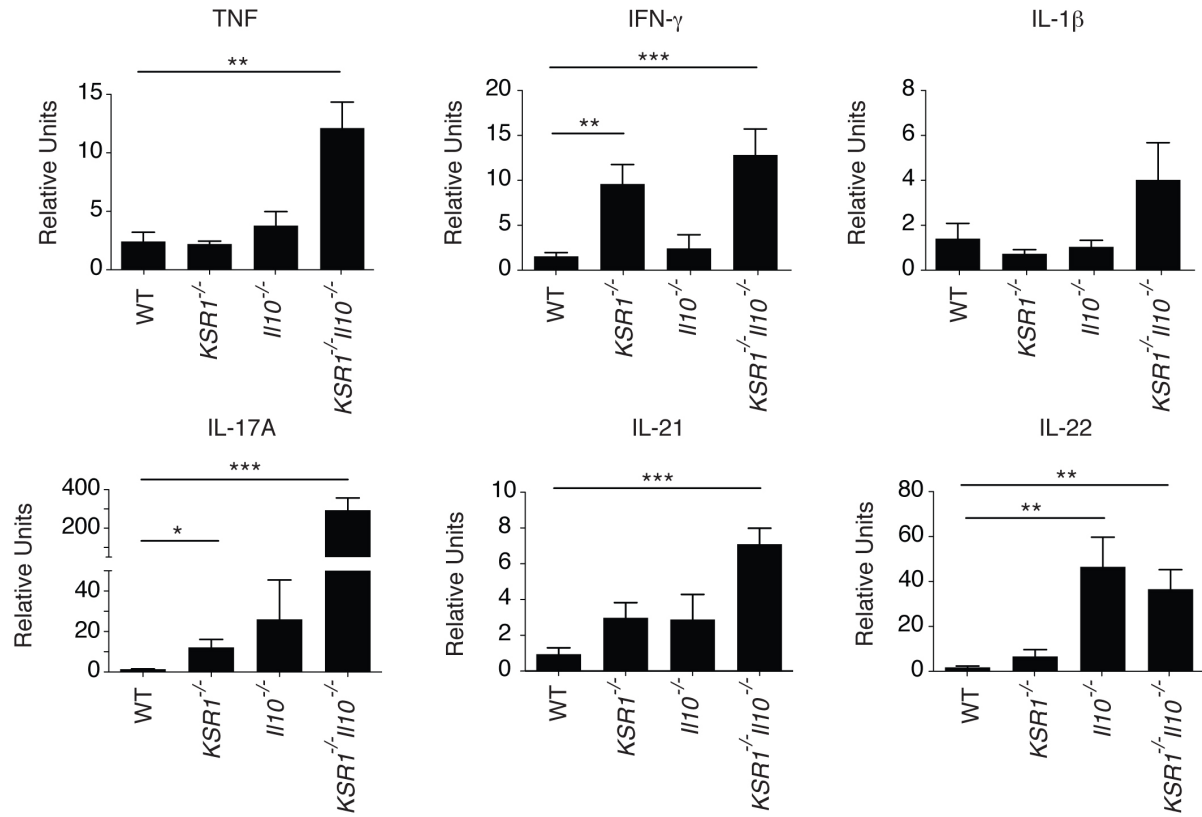 TNF
IFN-γ
IL-1β
**
***
**
Relative Units
15
10
5
0
Relative Units
20
15
10
5
0
Relative Units
8
6
4
2
0
WT
KSR1-/-
Il10-/-
KSR1-/-Il10-/-
WT
KSR1-/-
Il10-/-
KSR1-/-Il10-/-
WT
KSR1-/-
Il10-/-
KSR1-/-Il10-/-
IL-17A
IL-21
IL-22
***
*
***
**
**
Relative Units
400
200
40
20
0
Relative Units
10
8
6
4
2
0
Relative Units
80
60
40
20
0
WT
KSR1-/-
Il10-/-
KSR1-/-Il10-/-
WT
KSR1-/-
Il10-/-
KSR1-/-Il10-/-
WT
KSR1-/-
Il10-/-
KSR1-/-Il10-/-